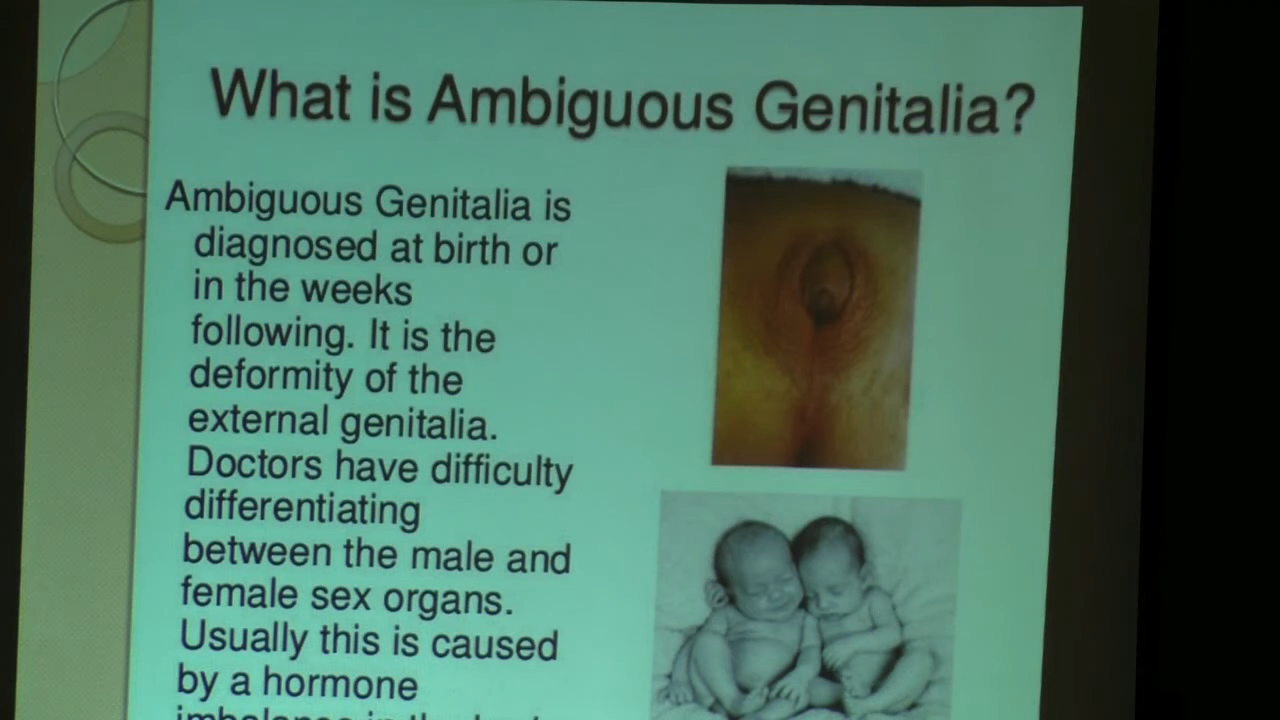 What is Ambiguous Genitalia?
Ambiguous Genitalia is
diagnosed at birth or
in the weeks
following. It is the
deformity of the
external genitalia.
Doctors have difficulty
differentiating
between the male and
female sex organs.
Usually this is caused
by a hormone